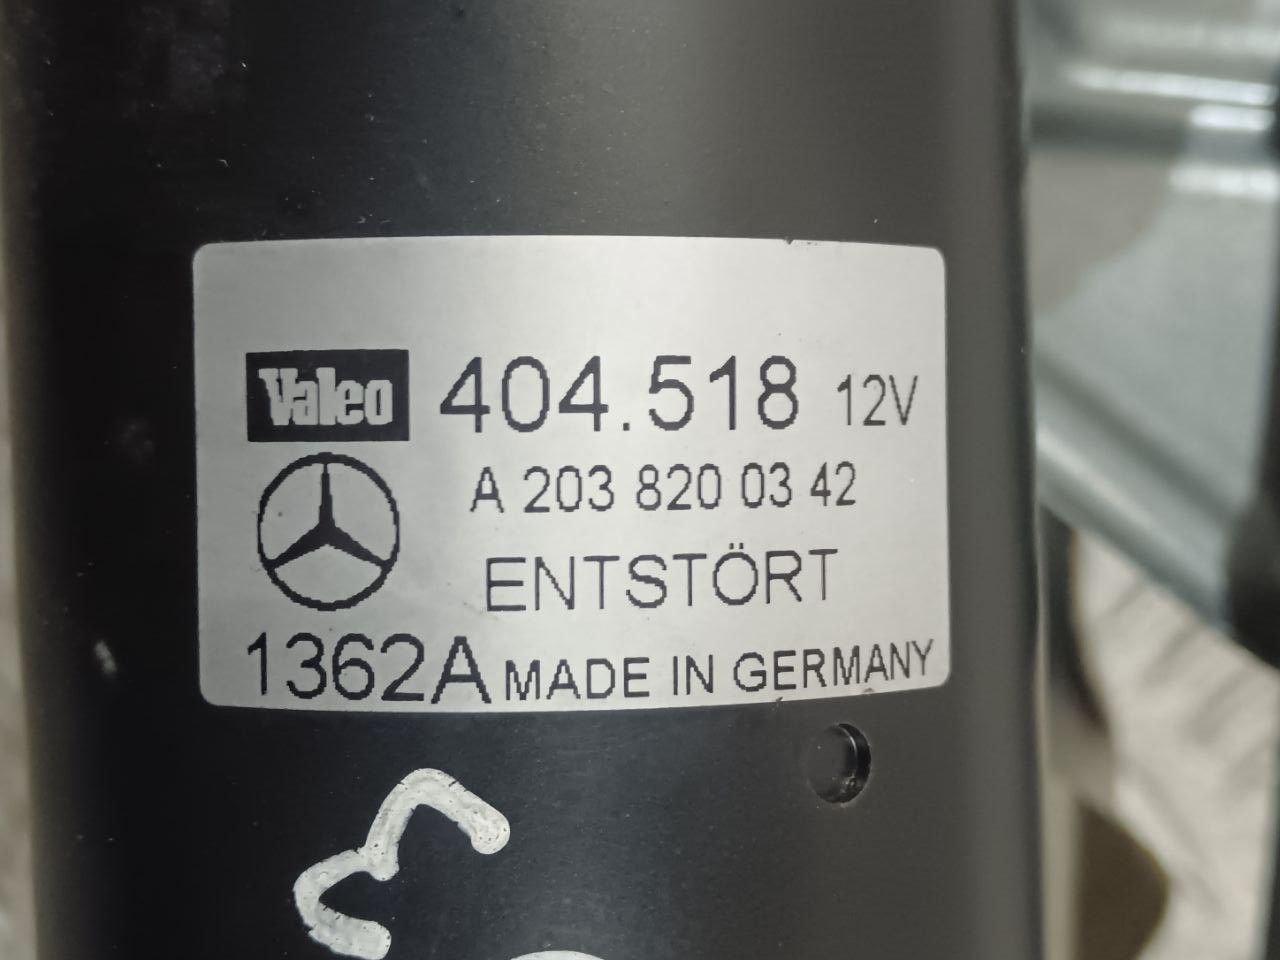 Valeo 404.518 12V
A 203 820 03 42
ENTSTÖRT
1362A MADE IN GERMANY